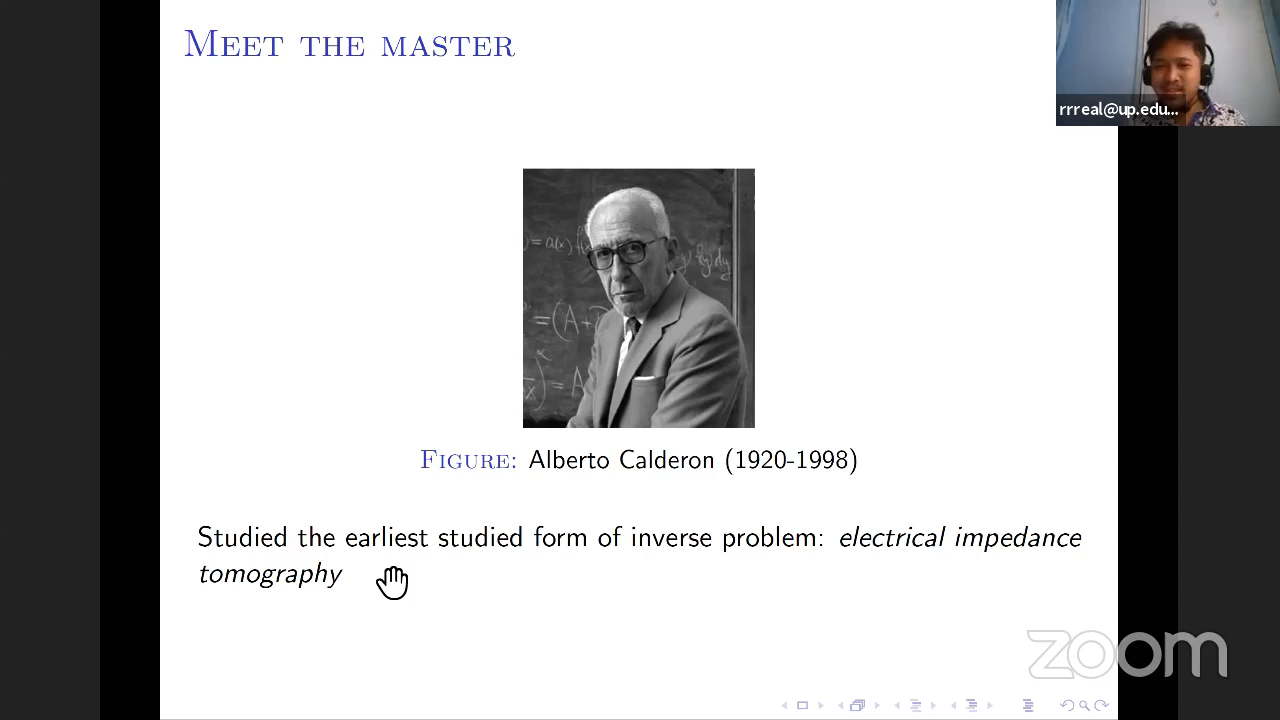 MEET THE MASTER
rrreal@up.edu...
FIGURE: Alberto Calderon (1920-1998)
Studied the earliest studied form of inverse problem: electrical impedance
tomography
zoom